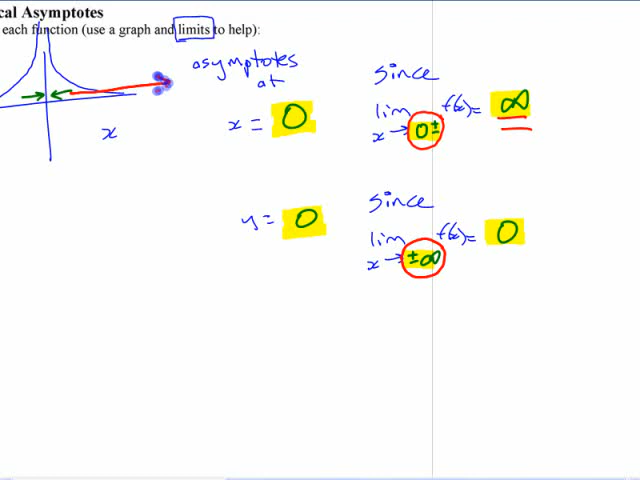 cal Asymptotes
each function (use a graph and limits to help):
asymptotes
at
x = 0
since
lim f(x) = ∞
x → 0±
x
y = 0
since
lim f(x) = 0
x → ±∞